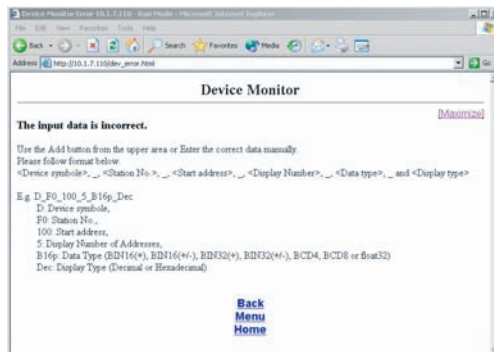 Device Monitor Error 10.1.7.110 - Run Mode - Microsoft Internet Explorer
File Edit View Favorites Tools Help
Back Search Favorites Media
Address http://10.1.7.110/dev_error.html Go
Device Monitor
[Maximize]
The input data is incorrect.
Use the Add button from the upper area or Enter the correct data manually.
Please follow format below
<Device symbole>, _, <Station No.>, _, <Start address>, _, <Display Number>, _, <Data type>, _ and <Display type>
E.g. D_F0_100_5_B16p_Dec
D: Device symbole,
F0: Station No.,
100: Start address,
5: Display Number of Addresses,
B16p: Data Type (BIN16(+), BIN16(+/-), BIN32(+), BIN32(+/-), BCD4, BCD8 or float32)
Dec: Display Type (Decimal or Hexadecimal)
Back
Menu
Home